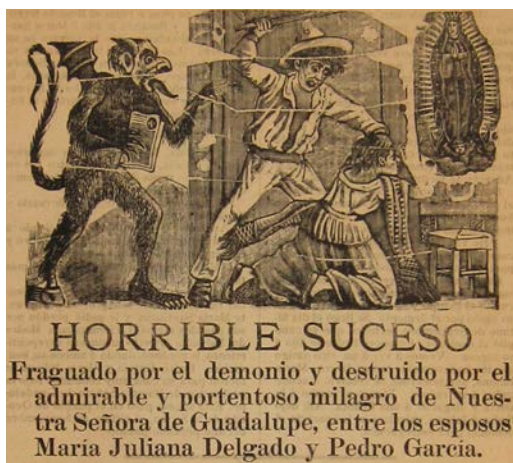 HORRIBLE SUCESO
Fraguado por el demonio y destruido por el
admirable y portentoso milagro de Nues-
tra Señora de Guadalupe, entre los esposos
María Juliana Delgado y Pedro García.